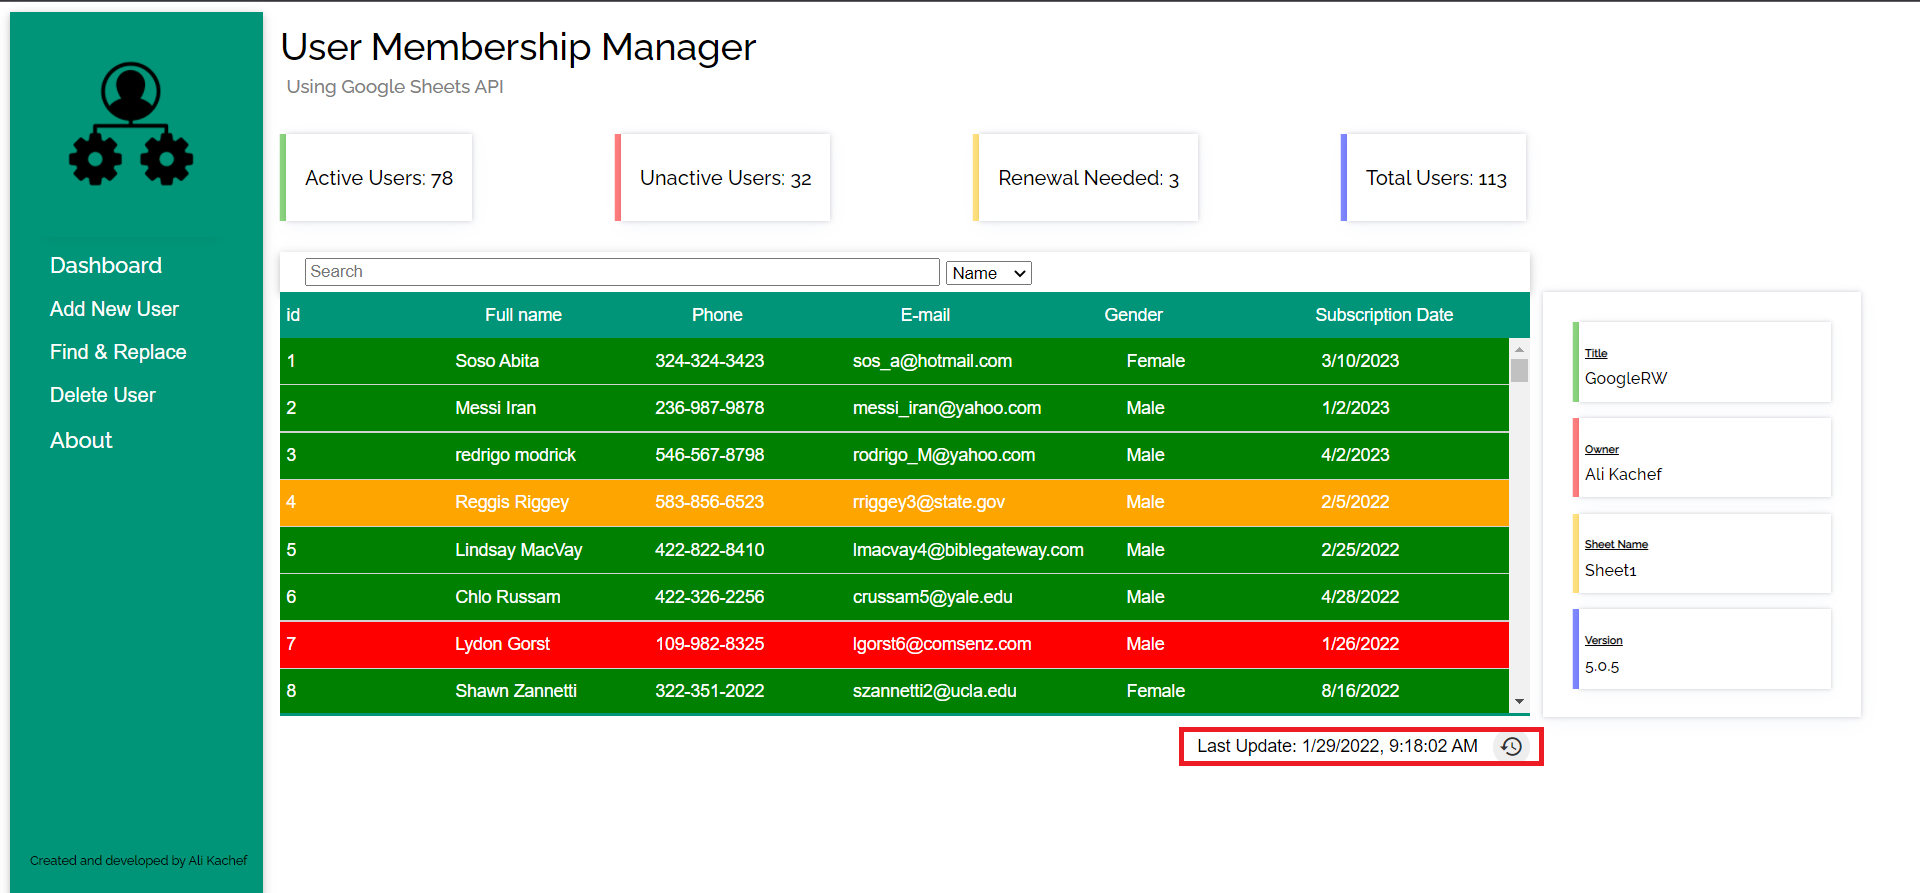 User Membership Manager
Using Google Sheets API
Active Users: 78
Unactive Users: 32
Renewal Needed: 3
Total Users: 113
Dashboard
Add New User
Find & Replace
Delete User
About
Created and developed by Ali Kachef
Search
Name
id Full name Phone E-mail Gender Subscription Date
1 Soso Abita 324-324-3423 sos_a@hotmail.com Female 3/10/2023
2 Messi Iran 236-987-9878 messi_iran@yahoo.com Male 1/2/2023
3 redrigo modrick 546-567-8798 rodrigo_M@yahoo.com Male 4/2/2023
4 Reggis Riggey 583-856-6523 rriggey3@state.gov Male 2/5/2022
5 Lindsay MacVay 422-822-8410 lmacvay4@biblegateway.com Male 2/25/2022
6 Chlo Russam 422-326-2256 crussam5@yale.edu Male 4/28/2022
7 Lydon Gorst 109-982-8325 lgorst6@comsenz.com Male 1/26/2022
8 Shawn Zannetti 322-351-2022 szannetti2@ucla.edu Female 8/16/2022
Last Update: 1/29/2022, 9:18:02 AM
Title
GoogleRW
Owner
Ali Kachef
Sheet Name
Sheet1
Version
5.0.5